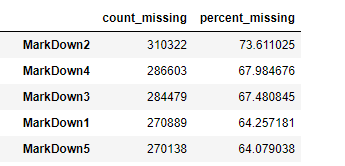 count_missing percent_missing
MarkDown2 310322 73.611025
MarkDown4 286603 67.984676
MarkDown3 284479 67.480845
MarkDown1 270889 64.257181
MarkDown5 270138 64.079038